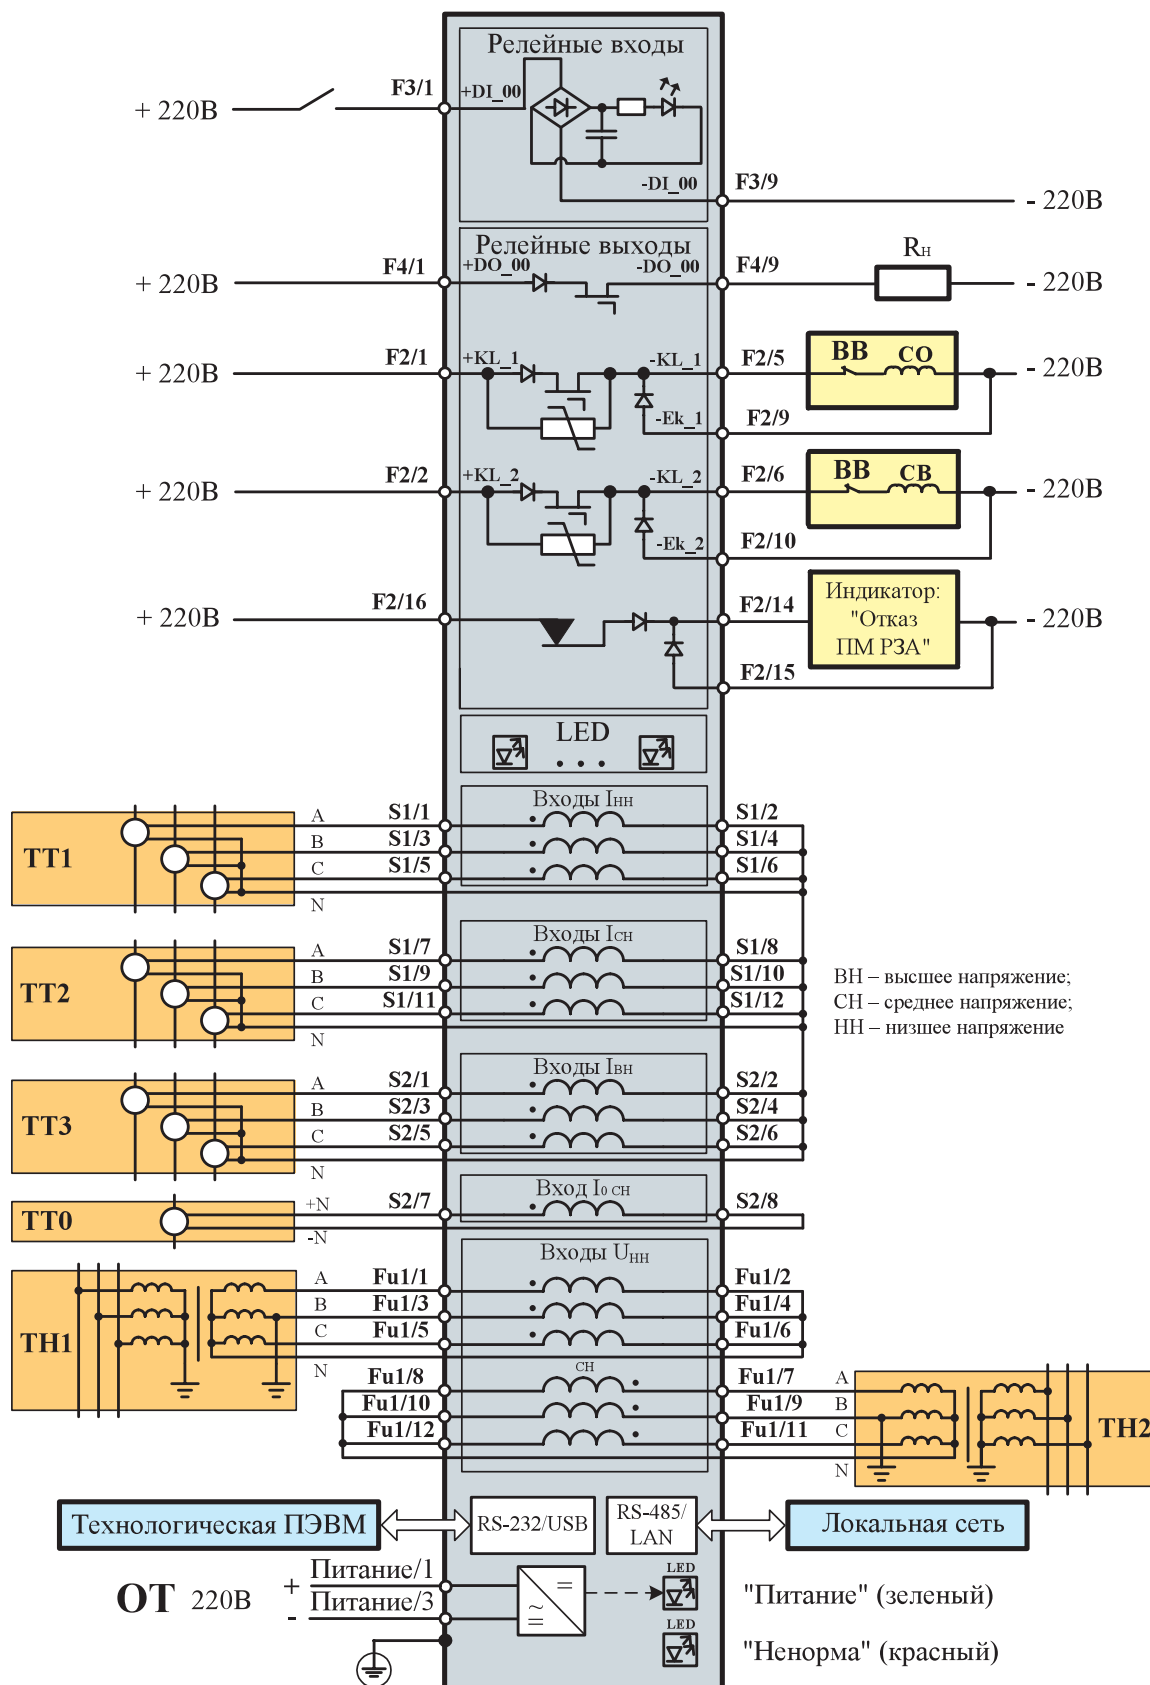 Релейные входы
F3/1
+DI_00
+ 220В
-DI_00
F3/9
- 220В
Релейные выходы
Rн
F4/1
+DO_00
-DO_00
F4/9
+ 220В
- 220В
F2/1
+KL_1
-KL_1
F2/5
ВВ
СО
+ 220В
- 220В
-Ek_1
F2/9
F2/2
+KL_2
-KL_2
F2/6
ВВ
СВ
+ 220В
- 220В
-Ek_2
F2/10
F2/16
F2/14
Индикатор:
"Отказ
ПМ РЗА"
+ 220В
- 220В
F2/15
LED
. . .
Входы IНН
ТТ1
A
S1/1
S1/2
B
S1/3
S1/4
C
S1/5
S1/6
N
Входы IСН
ТТ2
A
S1/7
S1/8
B
S1/9
S1/10
C
S1/11
S1/12
N
ВН – высшее напряжение;
СН – среднее напряжение;
НН – низшее напряжение
Входы IВН
ТТ3
A
S2/1
S2/2
B
S2/3
S2/4
C
S2/5
S2/6
N
Вход I0 СН
ТТ0
+N
S2/7
S2/8
-N
Входы UНН
ТН1
A
Fu1/1
Fu1/2
B
Fu1/3
Fu1/4
C
Fu1/5
Fu1/6
N
СН
Fu1/8
Fu1/7
A
Fu1/10
Fu1/9
B
Fu1/12
Fu1/11
C
N
ТН2
Технологическая ПЭВМ
RS-232/USB
RS-485/
LAN
Локальная сеть
ОТ 220В
+
Питание/1
-
Питание/3
=
~
=
LED
"Питание" (зеленый)
LED
"Ненорма" (красный)